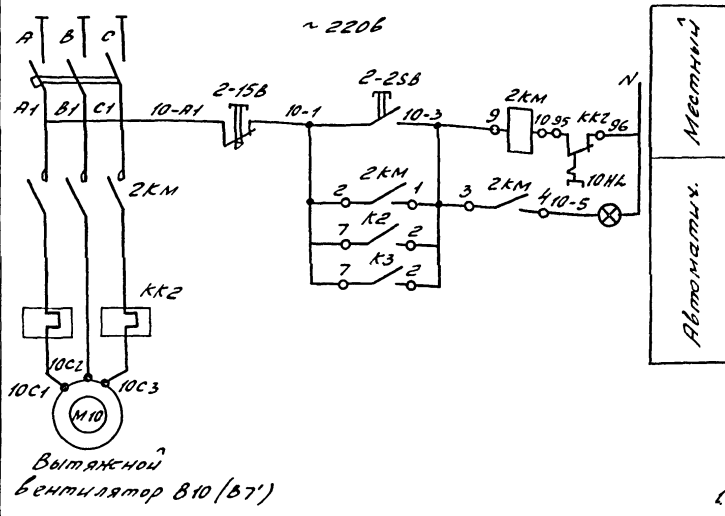 ~220в
A B C
A1 B1 C1 10-A1
2-1SB
10-1
2-2SB
10-3
9 2KM 10 95 KK2 96 N
10HL
2KM
2 2KM 1
3 2KM 4 10-5
7 K2 2
7 K3 2
KK2
10C1 10C2 10C3
M10
Вытяжной
вентилятор В10 (В7')
Местный
Автоматич.